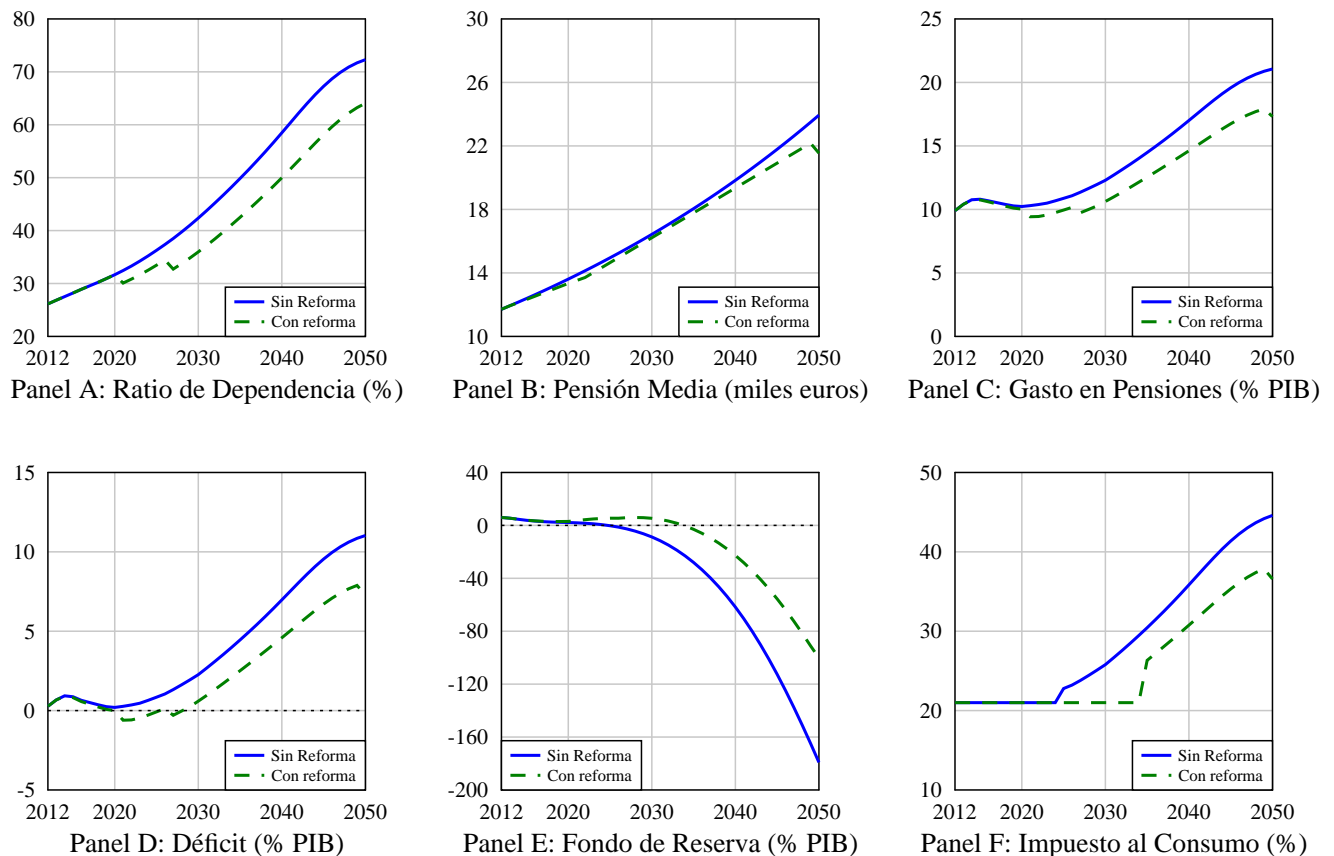 80
70
60
50
40
30
20
2012 2020 2030 2040 2050
Sin Reforma
Con reforma
Panel A: Ratio de Dependencia (%)
30
26
22
18
14
10
2012 2020 2030 2040 2050
Sin Reforma
Con reforma
Panel B: Pensión Media (miles euros)
25
20
15
10
5
0
2012 2020 2030 2040 2050
Sin Reforma
Con reforma
Panel C: Gasto en Pensiones (% PIB)
15
10
5
0
-5
2012 2020 2030 2040 2050
Sin Reforma
Con reforma
Panel D: Déficit (% PIB)
40
0
-40
-80
-120
-160
-200
2012 2020 2030 2040 2050
Sin Reforma
Con reforma
Panel E: Fondo de Reserva (% PIB)
50
40
30
20
10
2012 2020 2030 2040 2050
Sin Reforma
Con reforma
Panel F: Impuesto al Consumo (%)